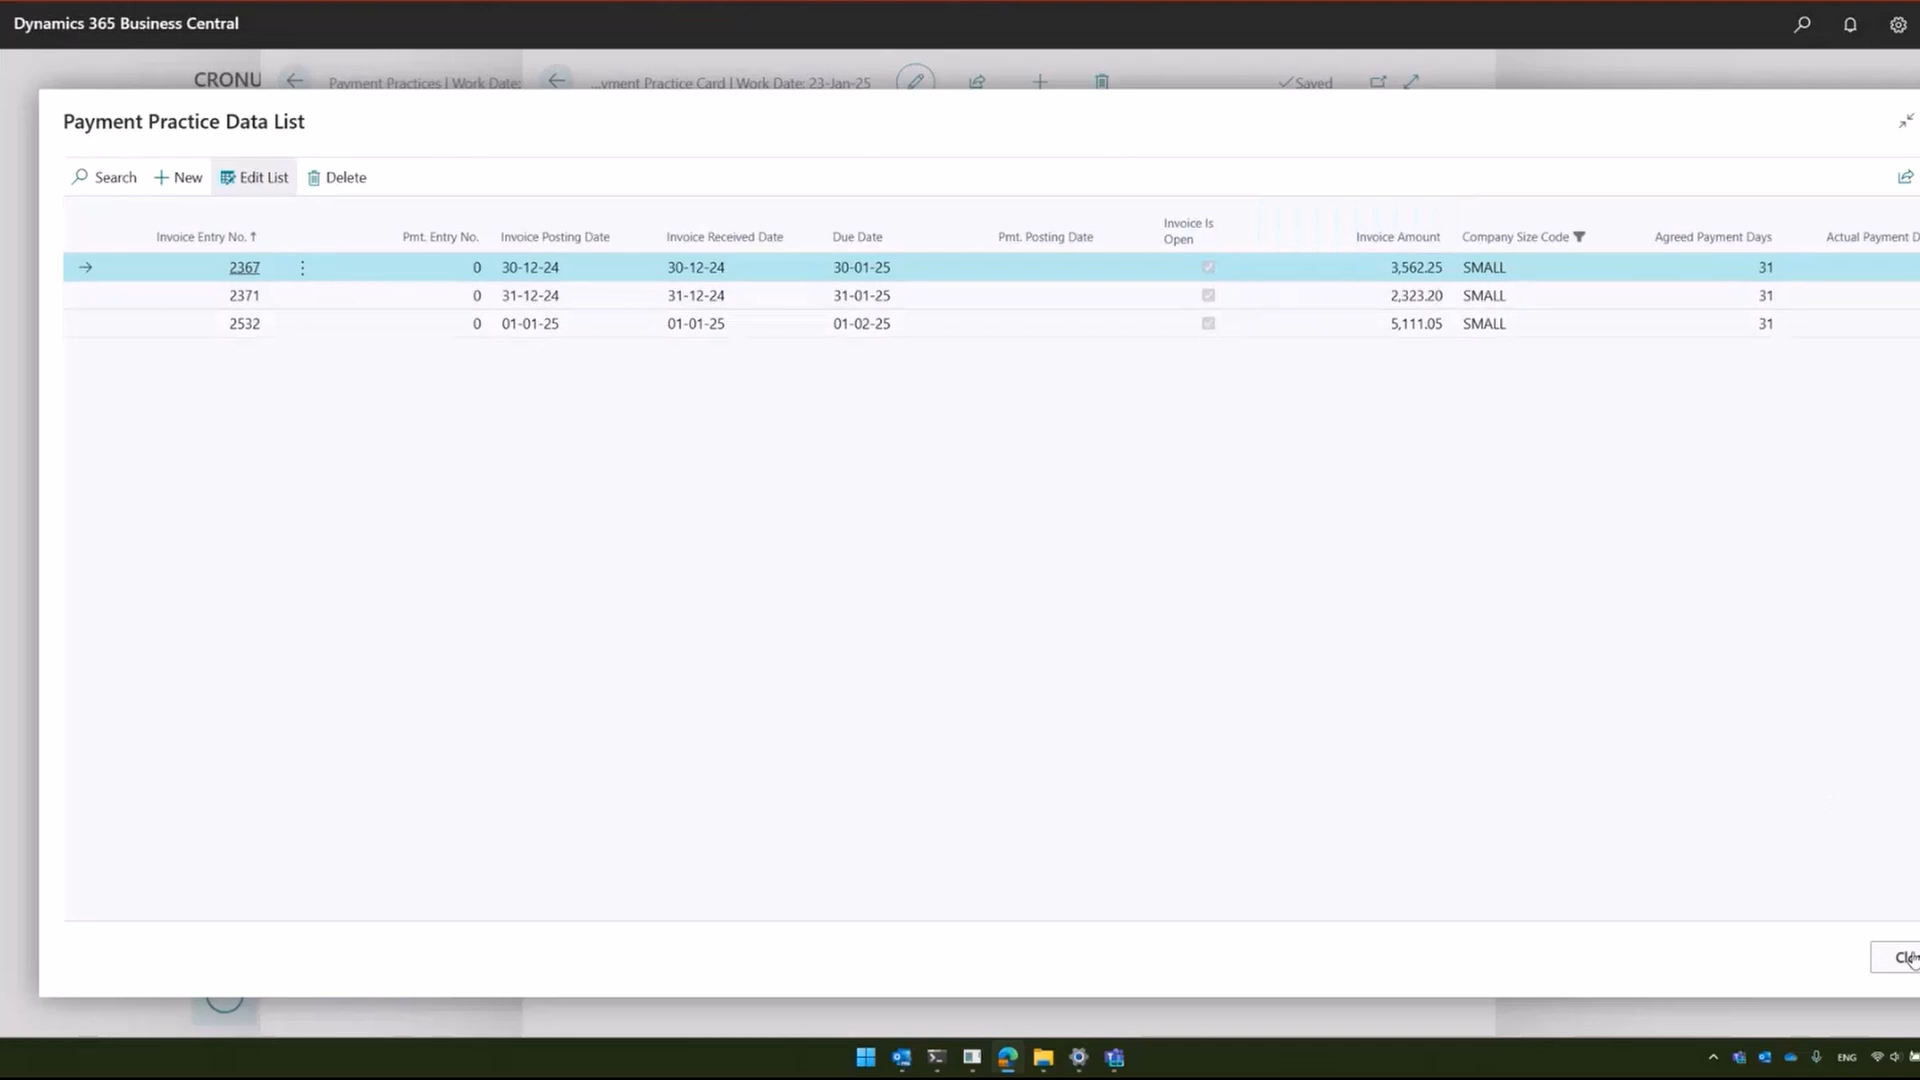 Dynamics 365 Business Central
CRONU
Payment Practices | Work Date:
...yment Practice Card | Work Date: 23-Jan-25
Saved
Payment Practice Data List
Search New Edit List Delete
Invoice Entry No.↑ Pmt. Entry No. Invoice Posting Date Invoice Received Date Due Date Pmt. Posting Date Invoice Is Open Invoice Amount Company Size Code Agreed Payment Days Actual Payment D
2367 0 30-12-24 30-12-24 30-01-25 3,562.25 SMALL 31
2371 0 31-12-24 31-12-24 31-01-25 2,323.20 SMALL 31
2532 0 01-01-25 01-01-25 01-02-25 5,111.05 SMALL 31
ENG